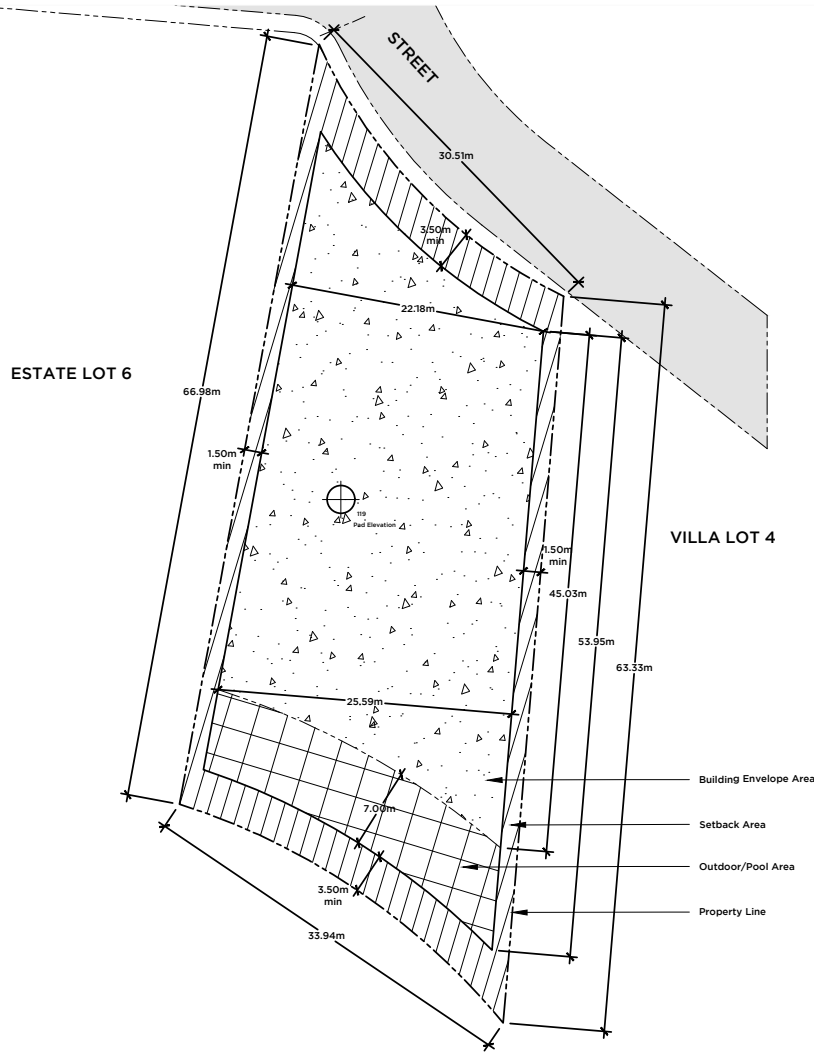 STREET
30.51m
3.50m
min
22.18m
ESTATE LOT 6
66.98m
1.50m
min
119
Pad Elevation
VILLA LOT 4
1.50m
min
45.03m
53.95m
63.33m
25.59m
Building Envelope Area
7.00m
Setback Area
Outdoor/Pool Area
3.50m
min
Property Line
33.94m